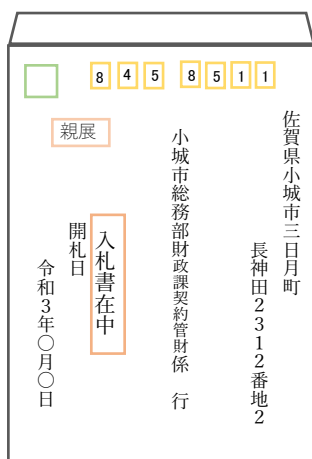 845 8511
佐賀県小城市三日月町
長神田2312番地2
小城市総務部財政課契約管財係 行
親展
入札書在中
開札日
令和3年〇月〇日